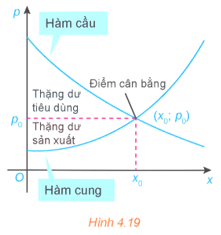 p
Hàm cầu
Điểm cân bằng
Thặng dư
tiêu dùng
(x₀; p₀)
p₀
Thặng dư
sản xuất
O
x₀
x
Hàm cung
Hình 4.19